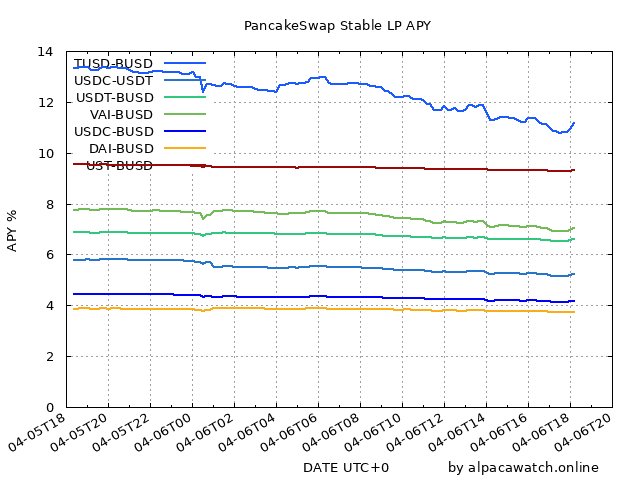 PancakeSwap Stable LP APY
14
12
10
8
6
4
2
0
APY %
TUSD-BUSD
USDC-USDT
USDT-BUSD
VAI-BUSD
USDC-BUSD
DAI-BUSD
UST-BUSD
04-05T18
04-05T20
04-05T22
04-06T00
04-06T02
04-06T04
04-06T06
04-06T08
04-06T10
04-06T12
04-06T14
04-06T16
04-06T18
04-06T20
DATE UTC+0
by alpacawatch.online